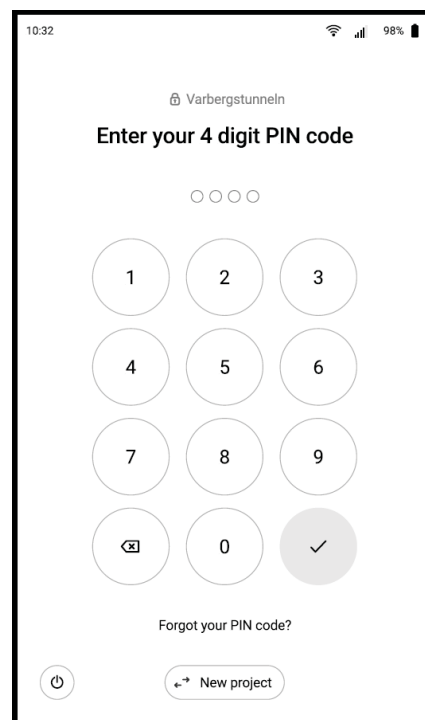 10:32 98%
Varbergstunneln
Enter your 4 digit PIN code
1 2 3
4 5 6
7 8 9
0
Forgot your PIN code?
New project